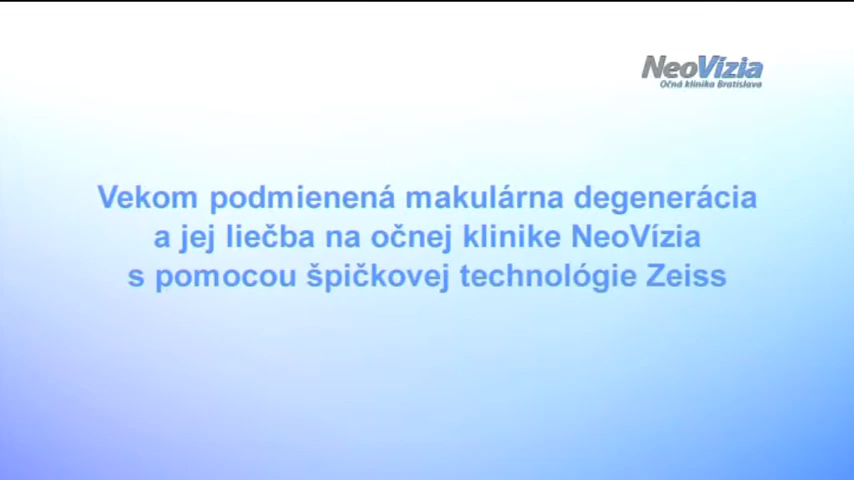 NeoVízia
Očná klinika Bratislava
Vekom podmienená makulárna degenerácia
a jej liečba na očnej klinike NeoVízia
s pomocou špičkovej technológie Zeiss